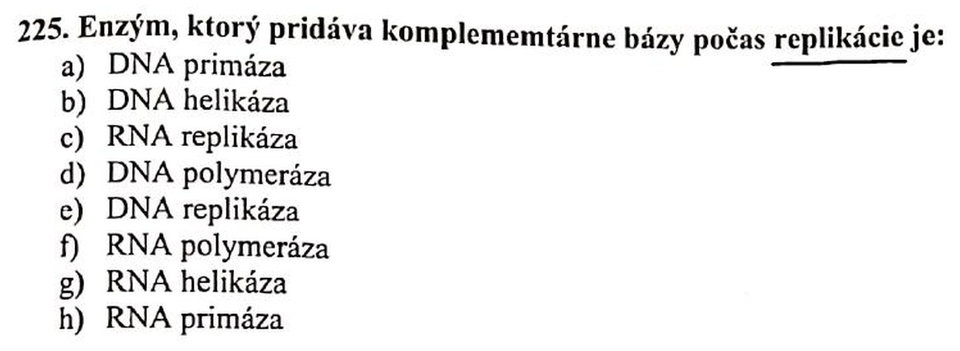 225. Enzým, ktorý pridáva komplememtárne bázy počas replikácie je:
a) DNA primáza
b) DNA helikáza
c) RNA replikáza
d) DNA polymeráza
e) DNA replikáza
f) RNA polymeráza
g) RNA helikáza
h) RNA primáza